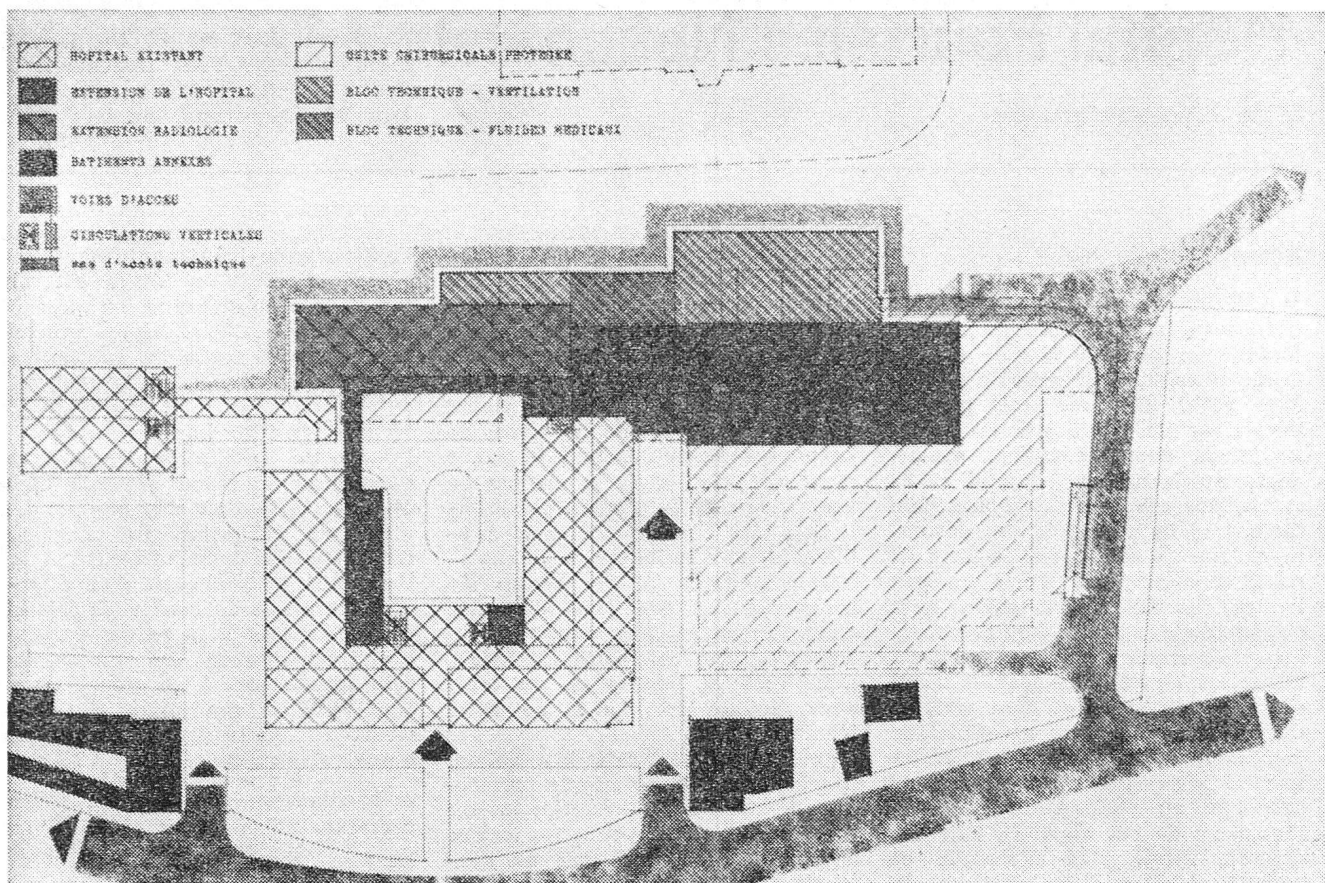 HOPITAL EXISTANT
EXTENSION DE L'HOPITAL
EXTENSION RADIOLOGIE
BATIMENTS ANNEXES
VOIES D'ACCES
CIRCULATIONS VERTICALES
sas d'accès technique
UNITE CHIRURGICALE PROTEGEE
BLOC TECHNIQUE - VENTILATION
BLOC TECHNIQUE - FLUIDES MEDICAUX